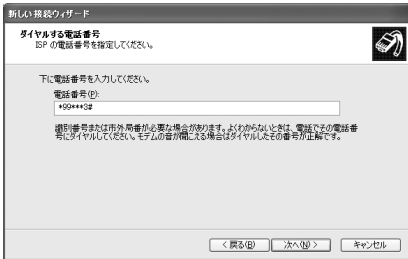 新しい接続ウィザード
ダイヤルする電話番号
ISP の電話番号を指定してください。
下に電話番号を入力してください。
電話番号(P):
*99***3#
識別番号または市外局番が必要な場合があります。よくわからないときは、電話でその電話番
号にダイヤルしてください。モデムの音が聞こえる場合はダイヤルしたその番号が正解です。
< 戻る(B)
次へ(N) >
キャンセル